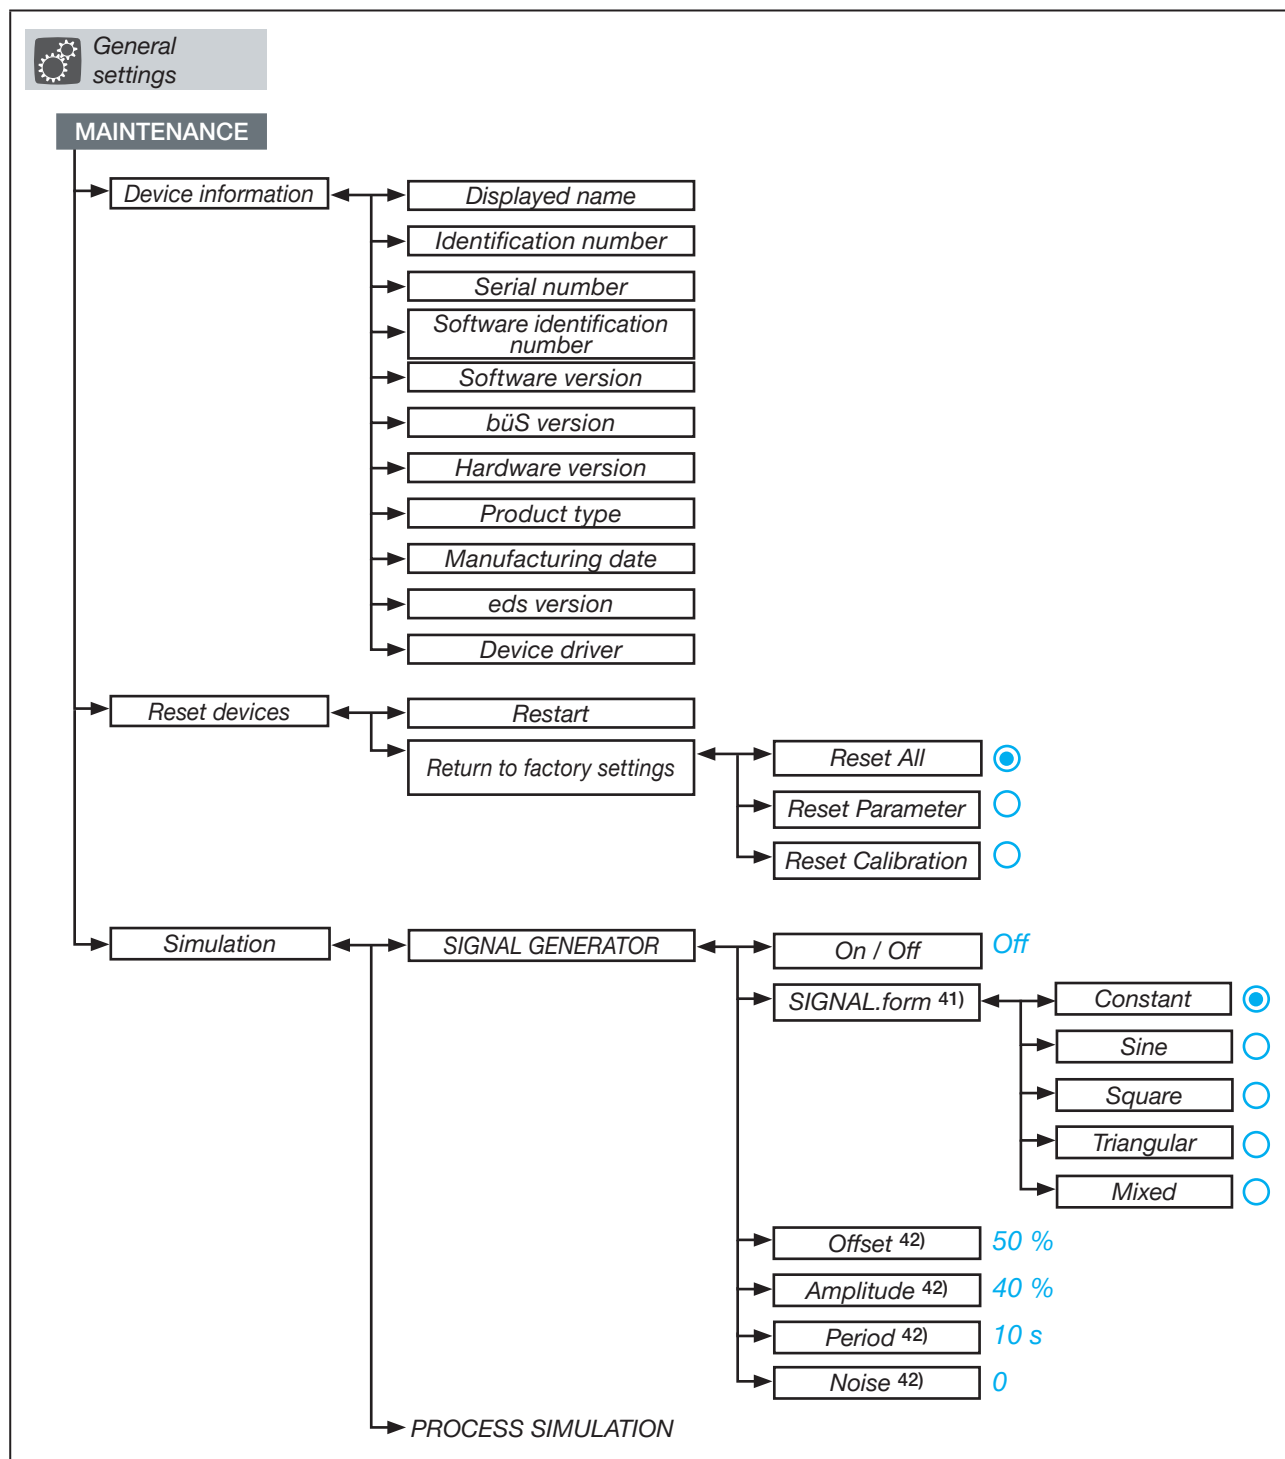 General
settings
MAINTENANCE
Device information
Displayed name
Identification number
Serial number
Software identification
number
Software version
büS version
Hardware version
Product type
Manufacturing date
eds version
Device driver
Reset devices
Restart
Return to factory settings
Reset All
Reset Parameter
Reset Calibration
Simulation
SIGNAL GENERATOR
On / Off
Off
SIGNAL.form 41)
Constant
Sine
Square
Triangular
Mixed
Offset 42)
50 %
Amplitude 42)
40 %
Period 42)
10 s
Noise 42)
0
PROCESS SIMULATION